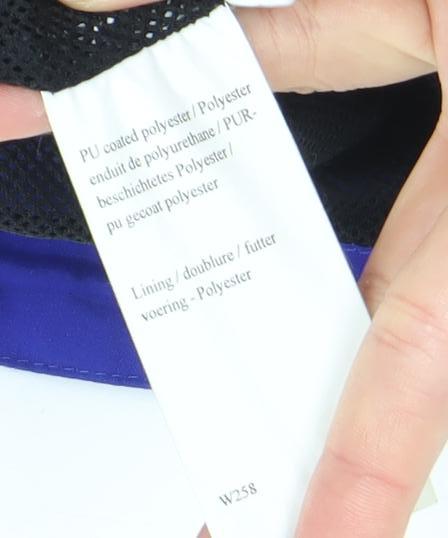 PU coated polyester / Polyester
enduit de polyurethane / PUR-
beschichtetes Polyester /
pu gecoat polyester
Lining / doublure / futter
voering - Polyester
W258